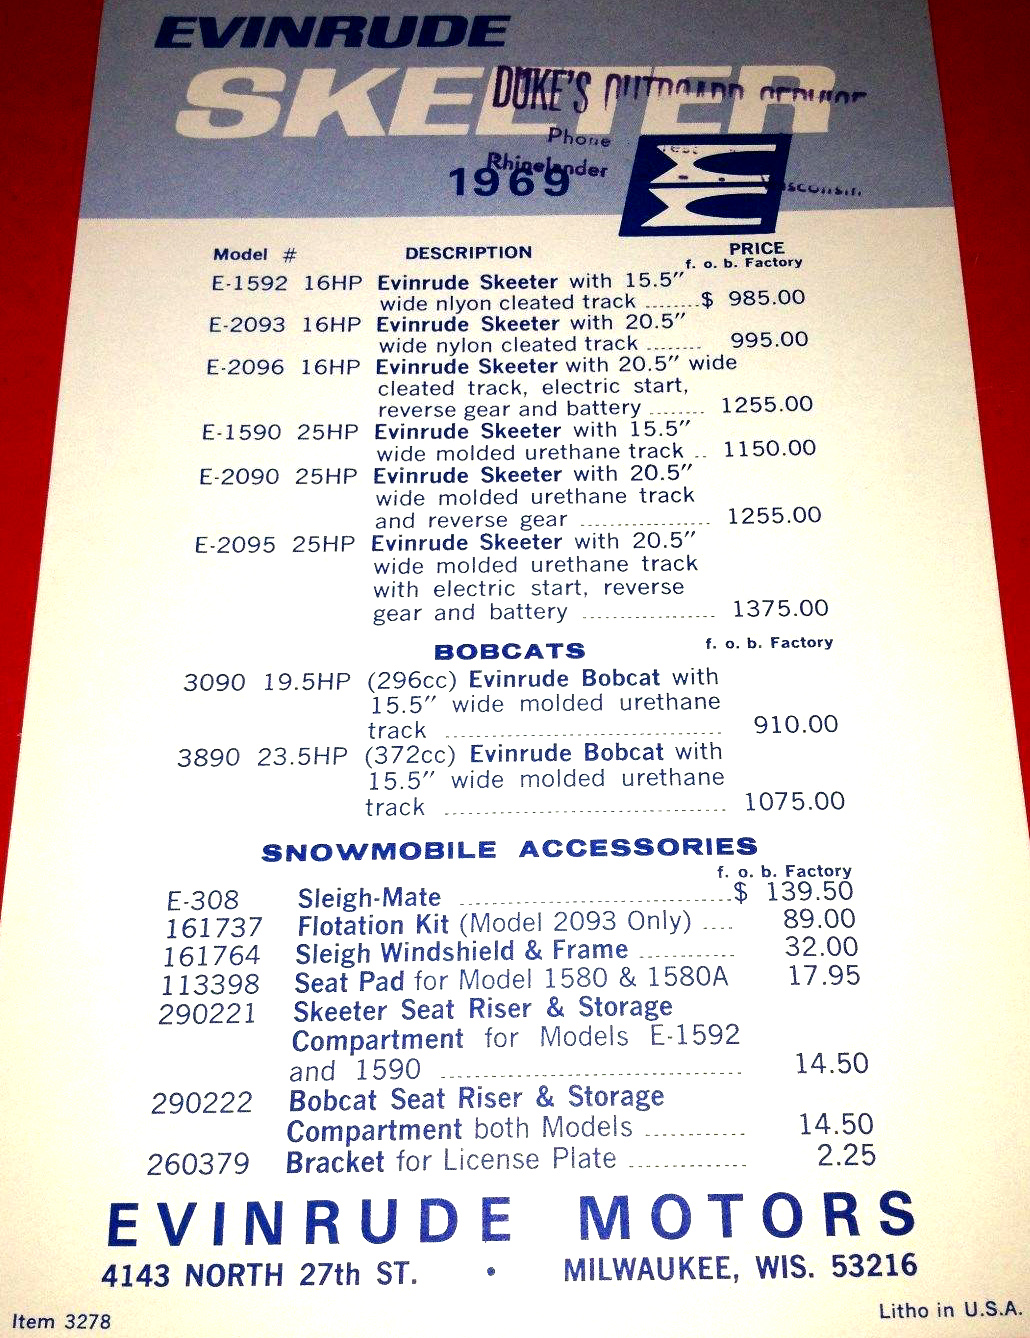 EVINRUDE
SKEETER
DUKE'S OUTBOARD SERVICE
Phone
Rhinelander
Wisconsin.
1969
Model # DESCRIPTION PRICE
f. o. b. Factory
E-1592 16HP Evinrude Skeeter with 15.5"
wide nlyon cleated track ........$ 985.00
E-2093 16HP Evinrude Skeeter with 20.5"
wide nylon cleated track ........ 995.00
E-2096 16HP Evinrude Skeeter with 20.5" wide
cleated track, electric start,
reverse gear and battery ........ 1255.00
E-1590 25HP Evinrude Skeeter with 15.5"
wide molded urethane track .. 1150.00
E-2090 25HP Evinrude Skeeter with 20.5"
wide molded urethane track
and reverse gear .................... 1255.00
E-2095 25HP Evinrude Skeeter with 20.5"
wide molded urethane track
with electric start, reverse
gear and battery .................... 1375.00
BOBCATS f. o. b. Factory
3090 19.5HP (296cc) Evinrude Bobcat with
15.5" wide molded urethane
track .......................................... 910.00
3890 23.5HP (372cc) Evinrude Bobcat with
15.5" wide molded urethane
track .......................................... 1075.00
SNOWMOBILE ACCESSORIES
f. o. b. Factory
E-308 Sleigh-Mate ........................................$ 139.50
161737 Flotation Kit (Model 2093 Only) .... 89.00
161764 Sleigh Windshield & Frame ............ 32.00
113398 Seat Pad for Model 1580 & 1580A 17.95
290221 Skeeter Seat Riser & Storage
Compartment for Models E-1592
and 1590 .......................................... 14.50
290222 Bobcat Seat Riser & Storage
Compartment both Models ............ 14.50
260379 Bracket for License Plate .............. 2.25
EVINRUDE MOTORS
4143 NORTH 27th ST. • MILWAUKEE, WIS. 53216
Item 3278 Litho in U.S.A.